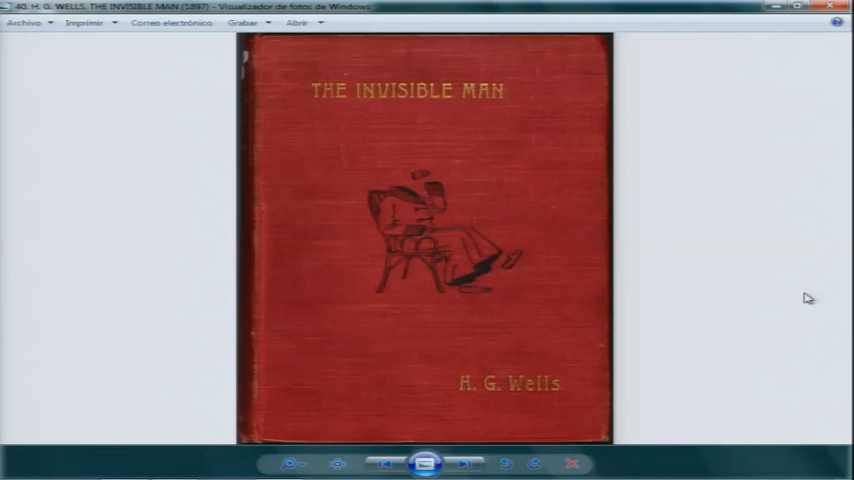 40. H. G. WELLS. THE INVISIBLE MAN (1897) - Visualizador de fotos de Windows
Archivo Imprimir Correo electrónico Grabar Abrir
THE INVISIBLE MAN
H. G. Wells